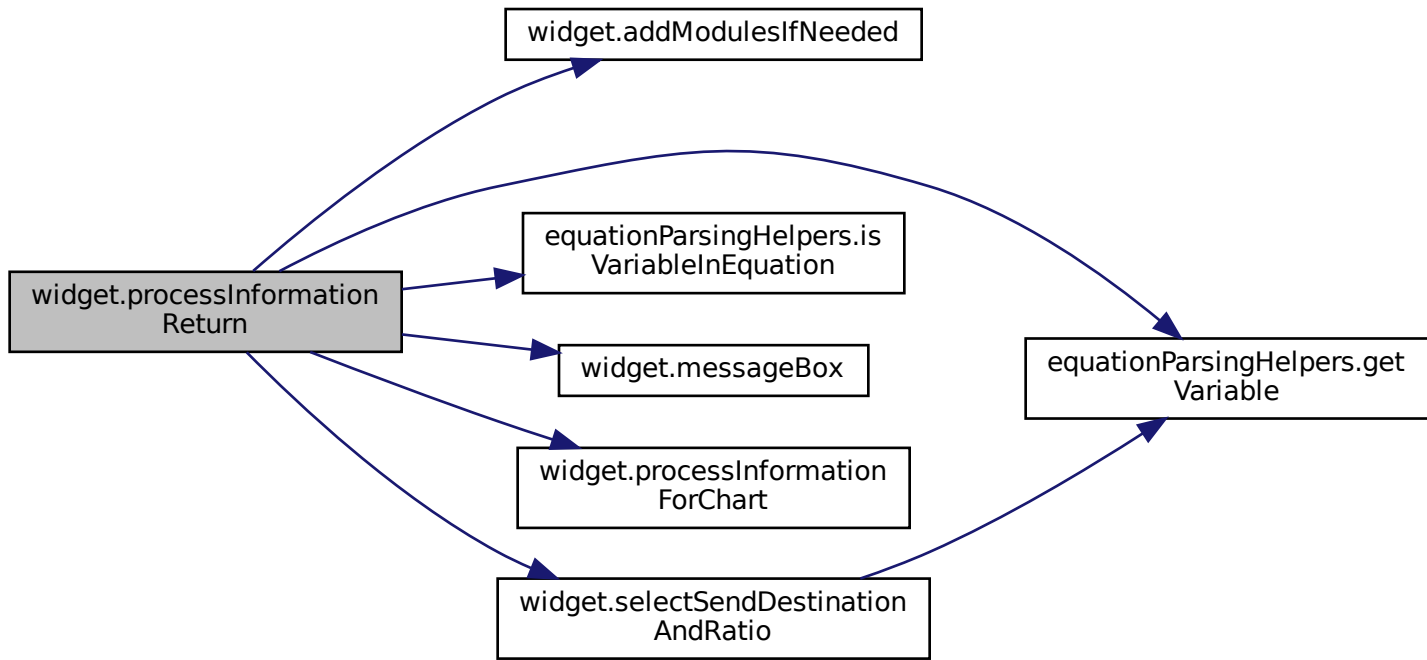 widget.addModulesIfNeeded
equationParsingHelpers.is
VariableInEquation
widget.processInformation
Return
widget.messageBox
equationParsingHelpers.get
Variable
widget.processInformation
ForChart
widget.selectSendDestination
AndRatio